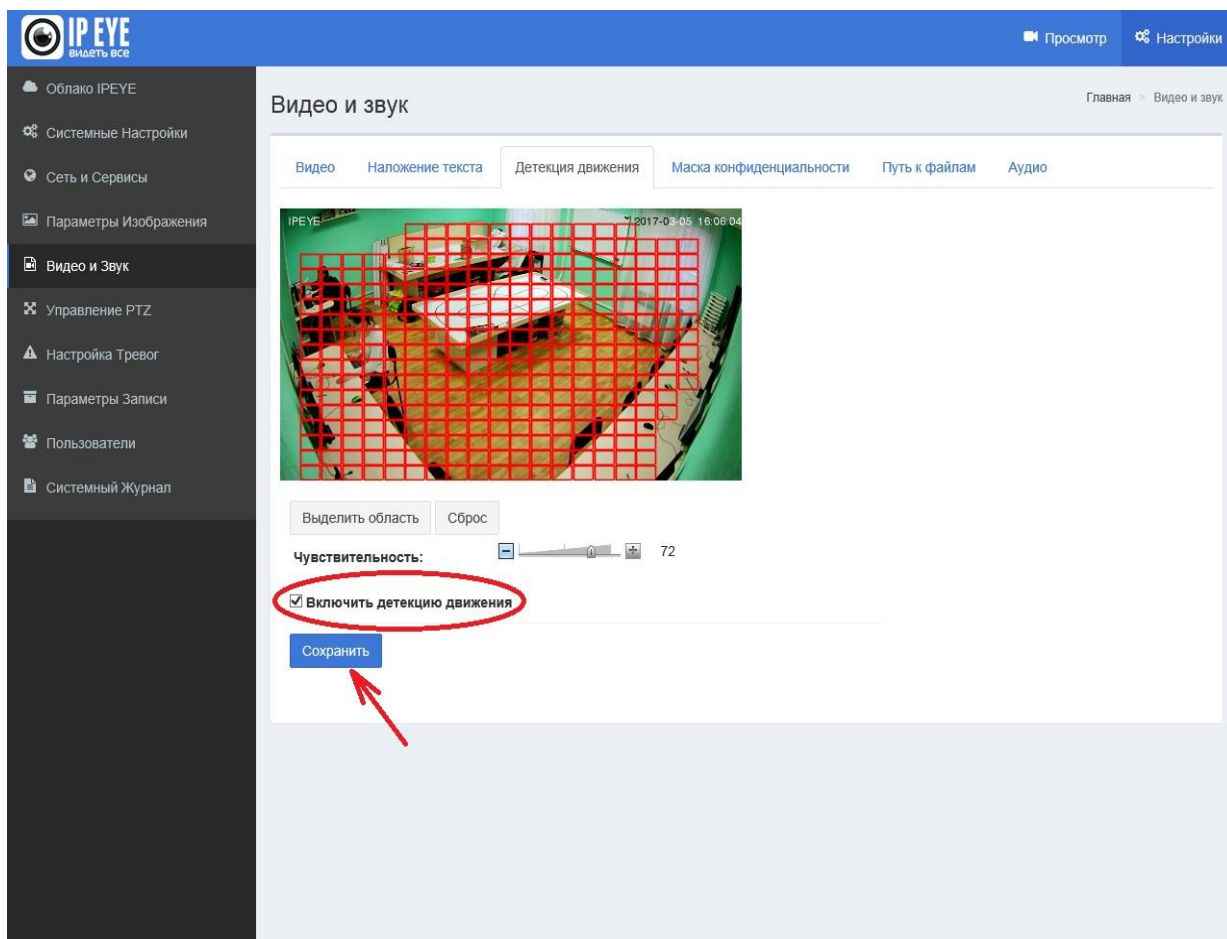 IP EYE
видеть все
Просмотр
Настройки
Облако IPEYE
Системные Настройки
Сеть и Сервисы
Параметры Изображения
Видео и Звук
Управление PTZ
Настройка Тревог
Параметры Записи
Пользователи
Системный Журнал
Видео и звук
Главная > Видео и звук
Видео Наложение текста Детекция движения Маска конфиденциальности Путь к файлам Аудио
IPEYE 2017-03-05 16:06:04
Выделить область Сброс
Чувствительность: 72
Включить детекцию движения
Сохранить